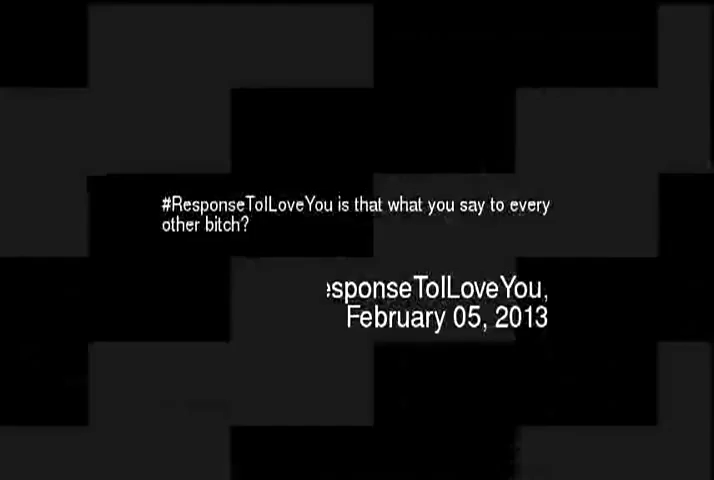 #ResponseToILoveYou is that what you say to every
other bitch?
esponseToILoveYou,
February 05, 2013